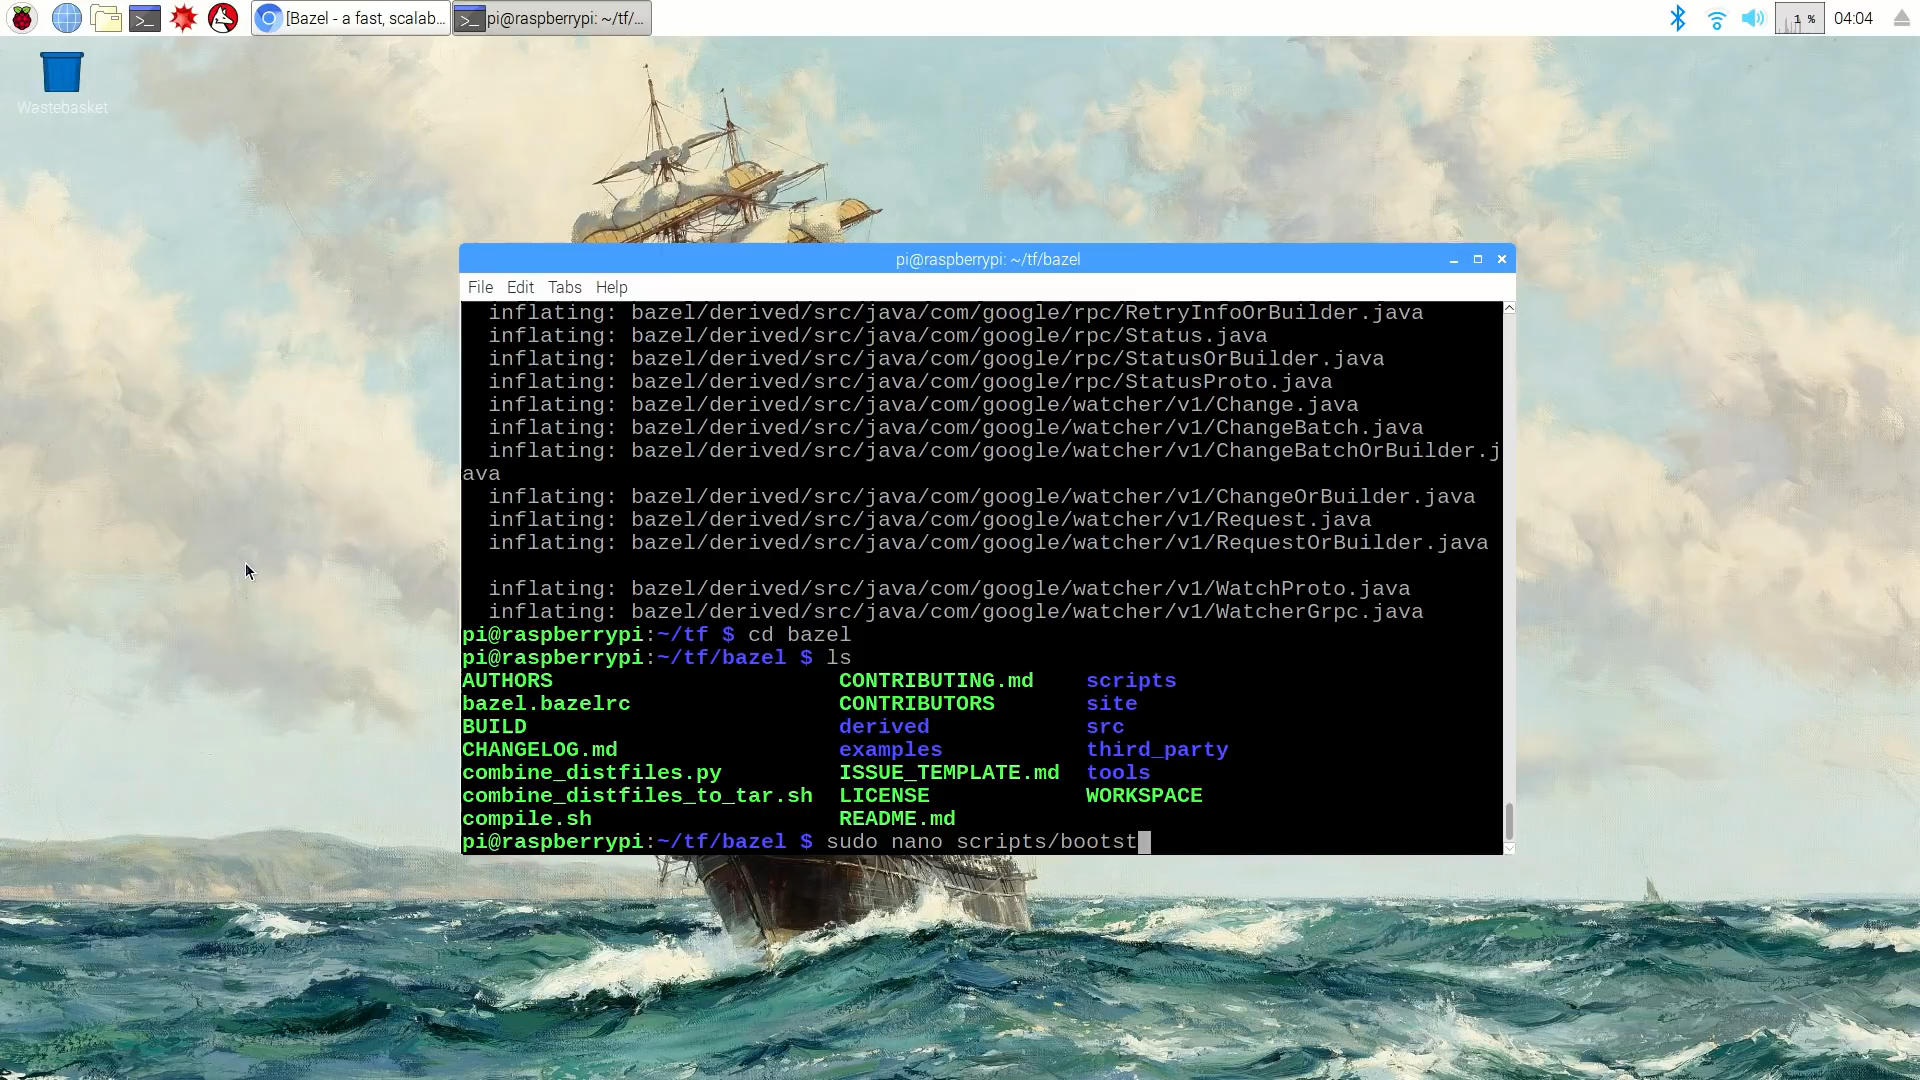 [Bazel - a fast, scalab...
pi@raspberrypi: ~/tf/...
1 %
04:04
Wastebasket
pi@raspberrypi: ~/tf/bazel
File Edit Tabs Help
inflating: bazel/derived/src/java/com/google/rpc/RetryInfoOrBuilder.java
inflating: bazel/derived/src/java/com/google/rpc/Status.java
inflating: bazel/derived/src/java/com/google/rpc/StatusOrBuilder.java
inflating: bazel/derived/src/java/com/google/rpc/StatusProto.java
inflating: bazel/derived/src/java/com/google/watcher/v1/Change.java
inflating: bazel/derived/src/java/com/google/watcher/v1/ChangeBatch.java
inflating: bazel/derived/src/java/com/google/watcher/v1/ChangeBatchOrBuilder.j
ava
inflating: bazel/derived/src/java/com/google/watcher/v1/ChangeOrBuilder.java
inflating: bazel/derived/src/java/com/google/watcher/v1/Request.java
inflating: bazel/derived/src/java/com/google/watcher/v1/RequestOrBuilder.java
inflating: bazel/derived/src/java/com/google/watcher/v1/WatchProto.java
inflating: bazel/derived/src/java/com/google/watcher/v1/WatcherGrpc.java
pi@raspberrypi:~/tf $ cd bazel
pi@raspberrypi:~/tf/bazel $ ls
AUTHORS CONTRIBUTING.md scripts
bazel.bazelrc CONTRIBUTORS site
BUILD derived src
CHANGELOG.md examples third_party
combine_distfiles.py ISSUE_TEMPLATE.md tools
combine_distfiles_to_tar.sh LICENSE WORKSPACE
compile.sh README.md
pi@raspberrypi:~/tf/bazel $ sudo nano scripts/bootst